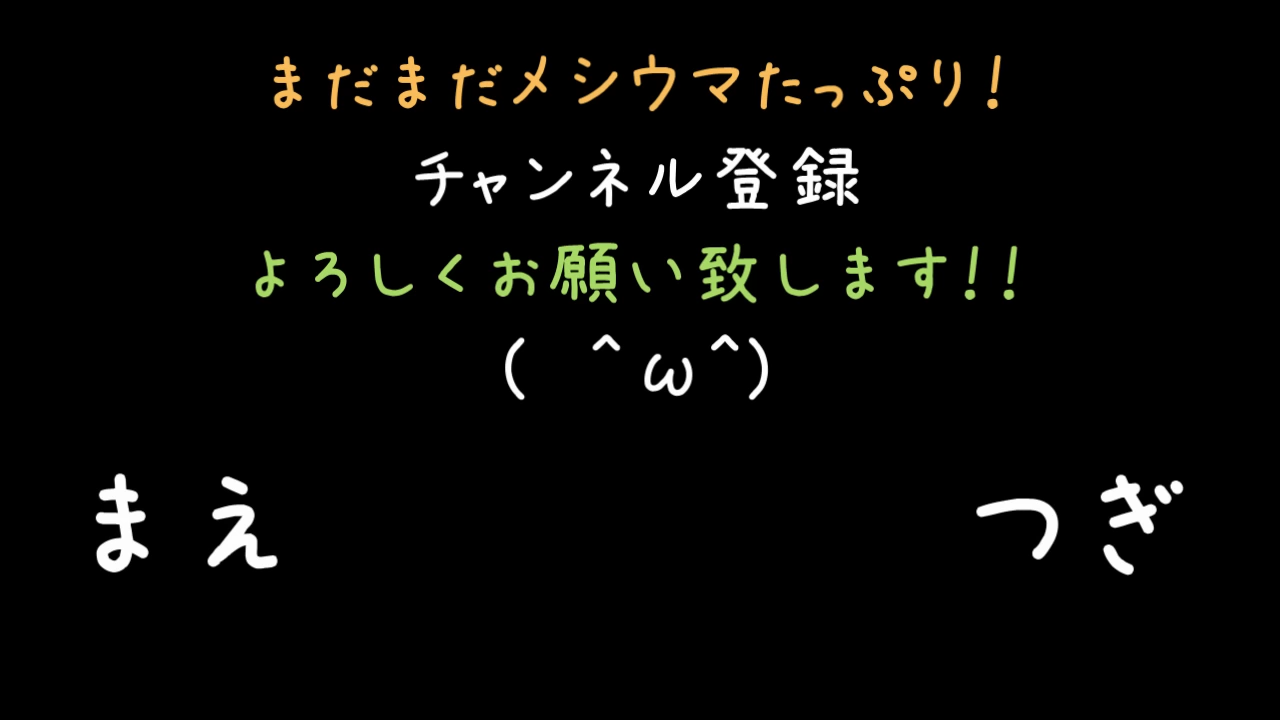 まだまだメシウマたっぷり!
チャンネル登録
よろしくお願い致します!!
( ^ω^)
まえ つぎ